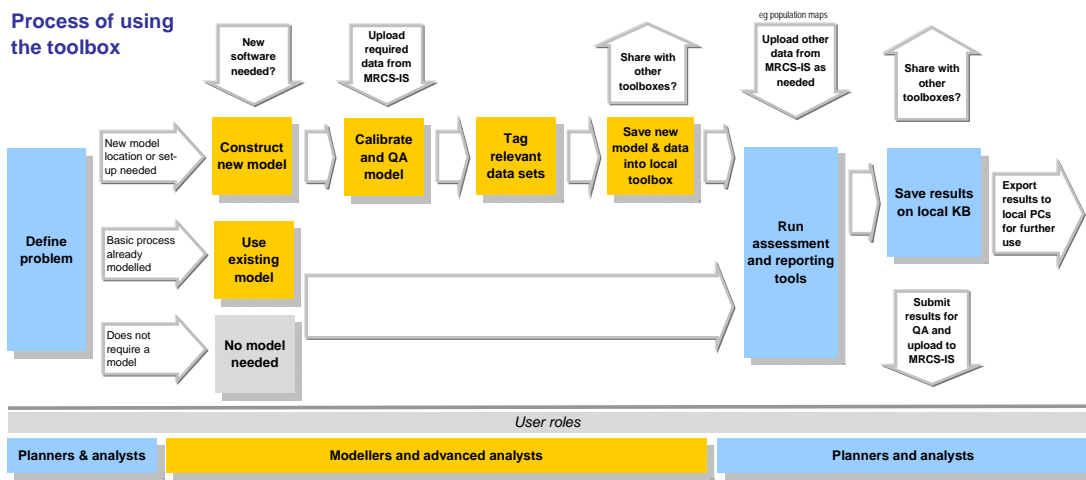 Process of using
the toolbox
New
software
needed?
Upload
required
data from
MRCS-IS
Share with
other
toolboxes?
eg population maps
Upload other
data from
MRCS-IS as
needed
Share with
other
toolboxes?
Define
problem
New model
location or set-
up needed
Construct
new model
Calibrate
and QA
model
Tag
relevant
data sets
Save new
model & data
into local
toolbox
Basic process
already
modelled
Use
existing
model
Does not
require a
model
No model
needed
Run
assessment
and reporting
tools
Save results
on local KB
Export
results to
local PCs
for further
use
Submit
results for
QA and
upload to
MRCS-IS
User roles
Planners & analysts
Modellers and advanced analysts
Planners and analysts